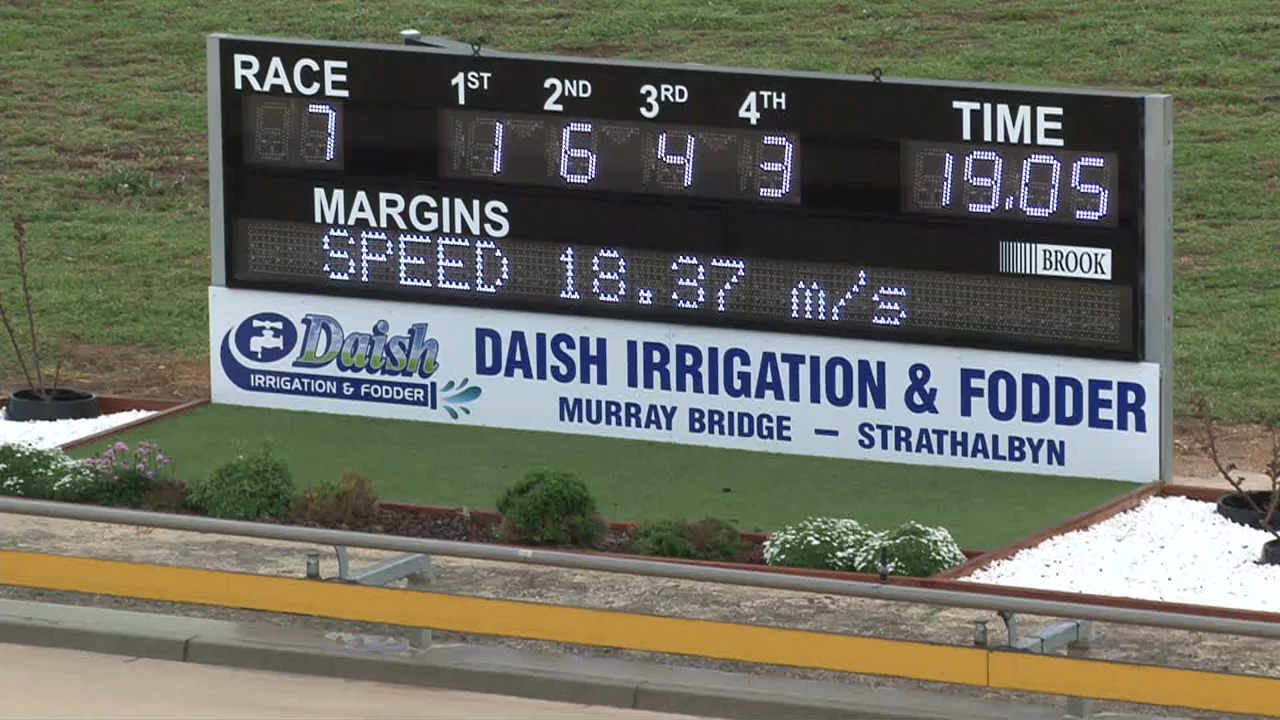 RACE 1ST 2ND 3RD 4TH TIME
7 1 6 4 3 19.05
MARGINS
BROOK
SPEED 18.37 m/s
Daish
IRRIGATION & FODDER
DAISH IRRIGATION & FODDER
MURRAY BRIDGE – STRATHALBYN